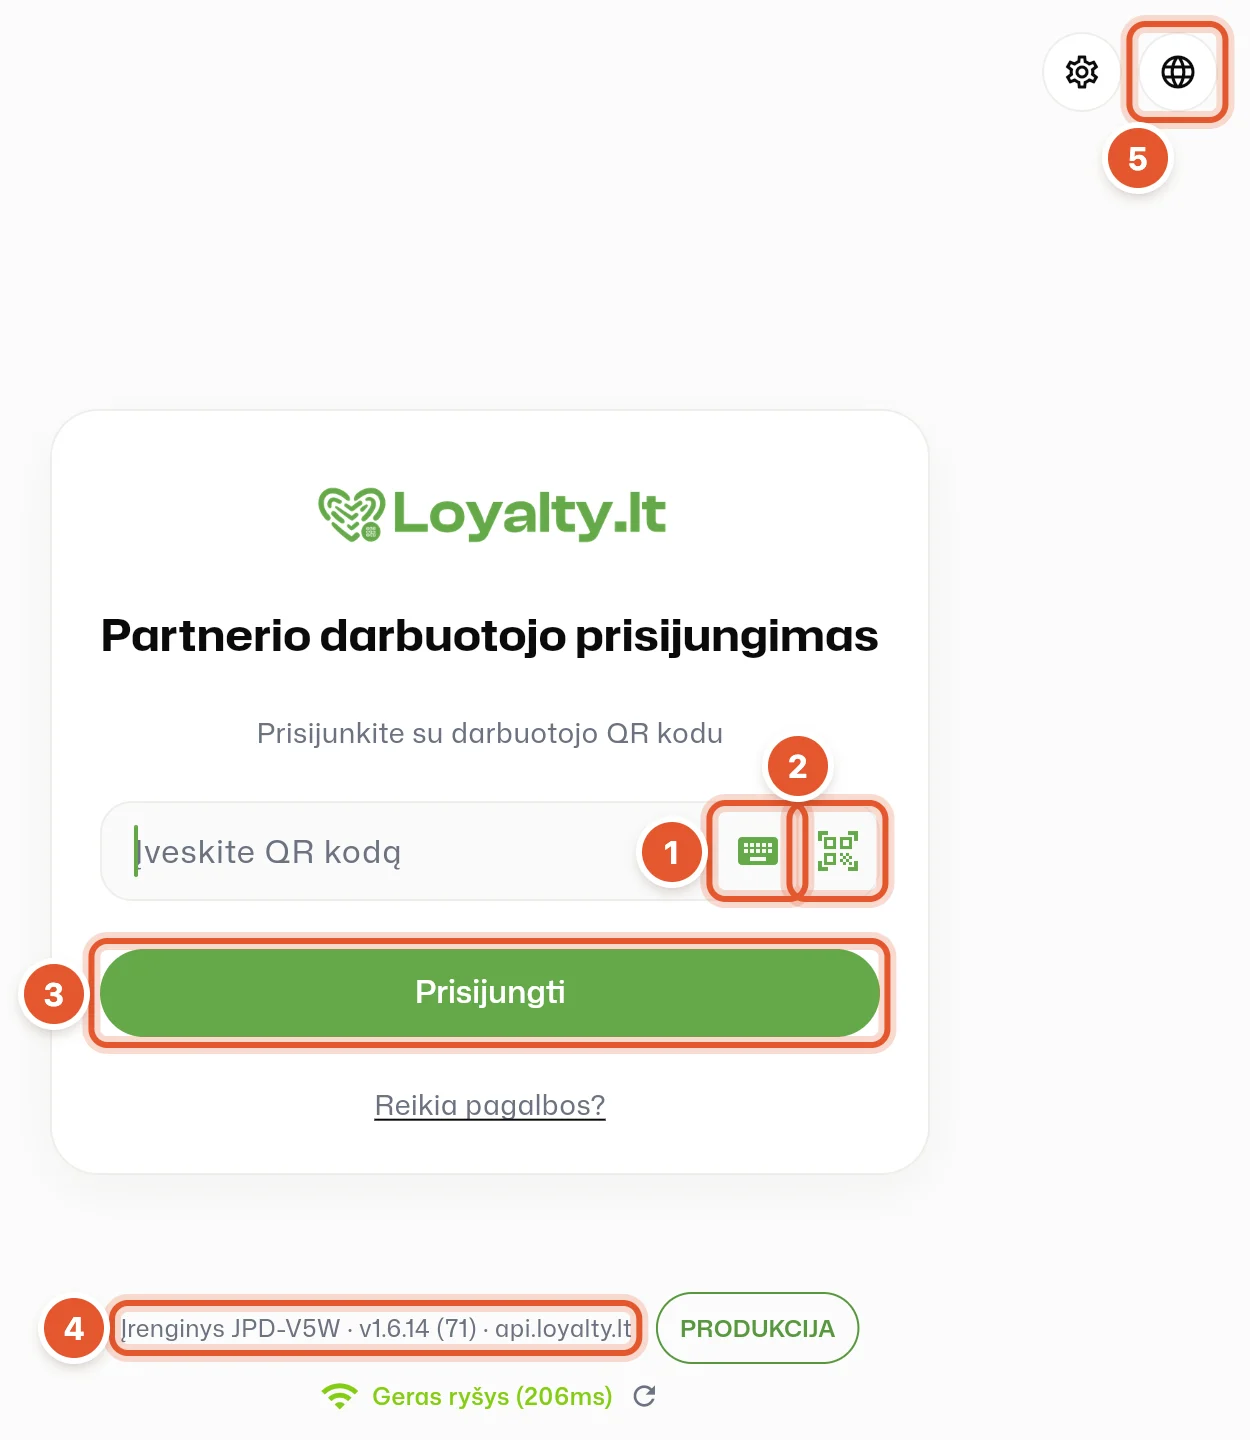 5
Loyalty.lt
Partnerio darbuotojo prisijungimas
Prisijunkite su darbuotojo QR kodu
2
Įveskite QR kodą
1
3
Prisijungti
Reikia pagalbos?
4
Įrenginys JPD-V5W · v1.6.14 (71) · api.loyalty.lt
PRODUKCIJA
Geras ryšys (206ms)